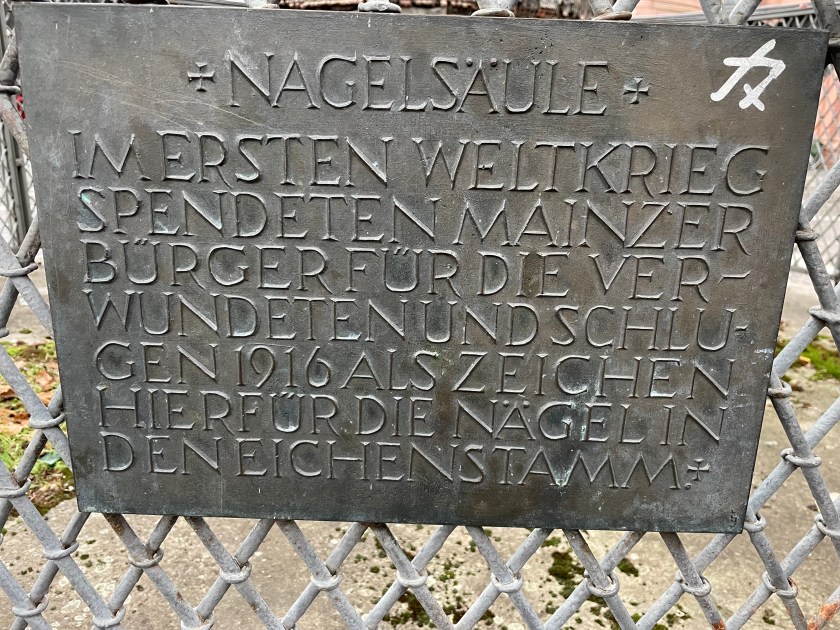 NAGELSÄULE
IM ERSTEN WELTKRIEG
SPENDETEN MAINZER
BÜRGER FÜR DIE VER-
WUNDETEN UND SCHLU-
GEN 1916 ALS ZEICHEN
HIERFÜR DIE NÄGEL IN
DEN EICHENSTAMM.